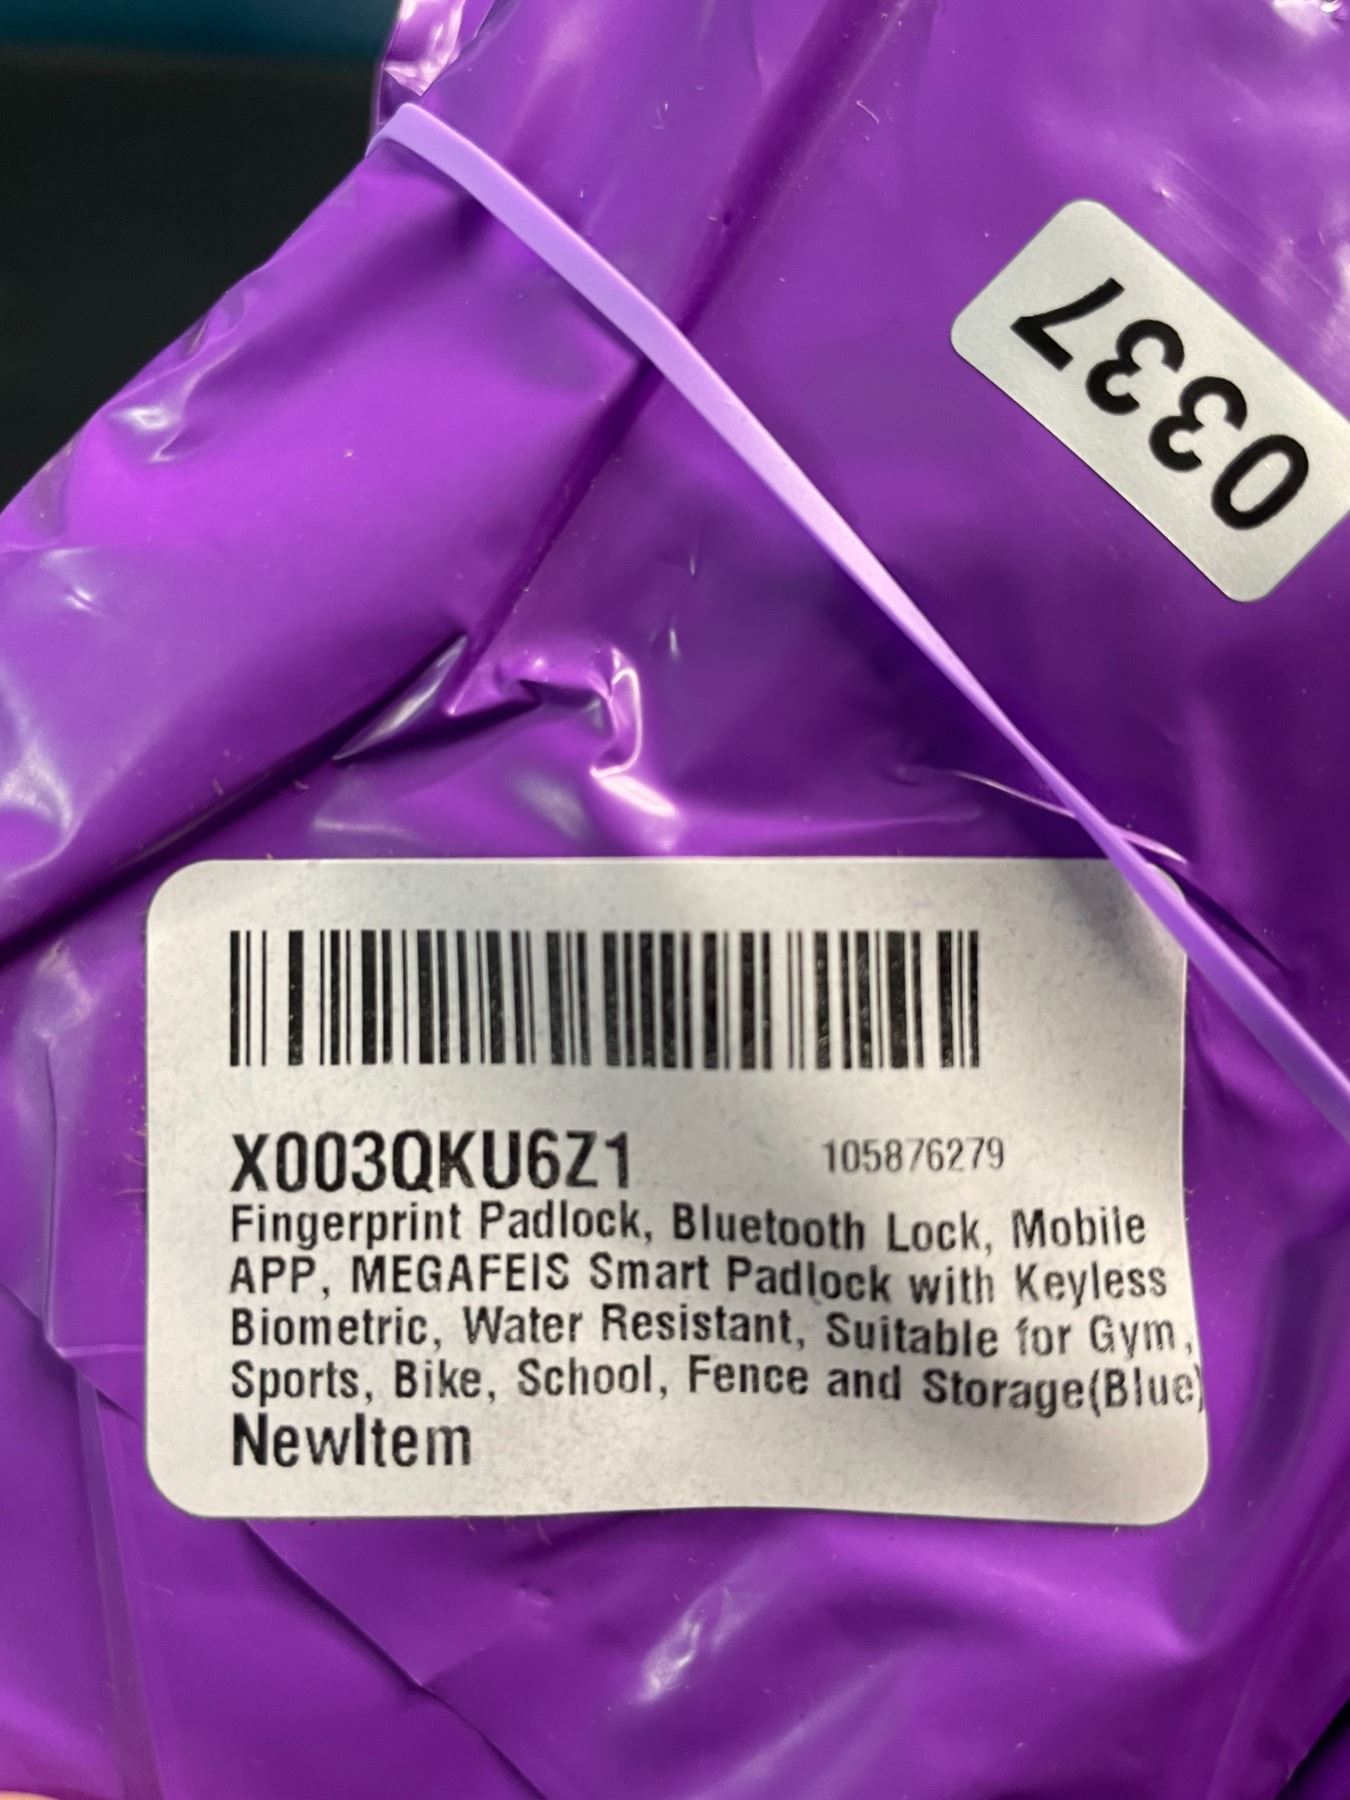 0337
X003QKU6Z1 105876279
Fingerprint Padlock, Bluetooth Lock, Mobile
APP, MEGAFEIS Smart Padlock with Keyless
Biometric, Water Resistant, Suitable for Gym,
Sports, Bike, School, Fence and Storage(Blue)
NewItem